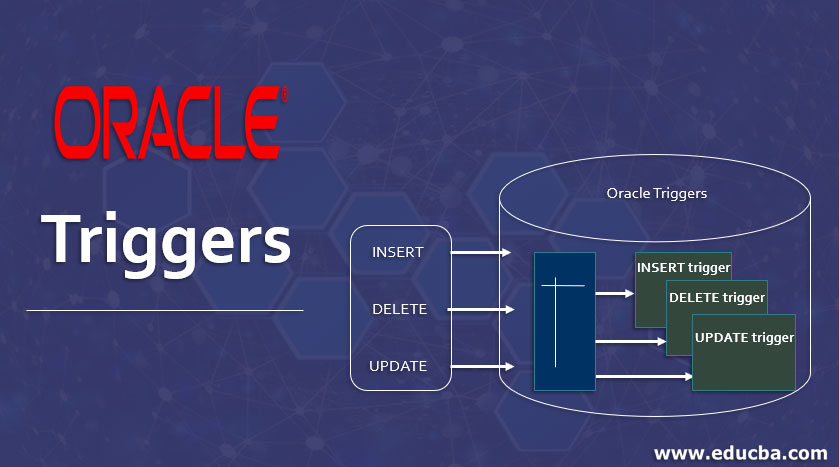 ORACLE®
Triggers
Oracle Triggers
INSERT
DELETE
UPDATE
INSERT trigger
DELETE trigger
UPDATE trigger
www.educba.com